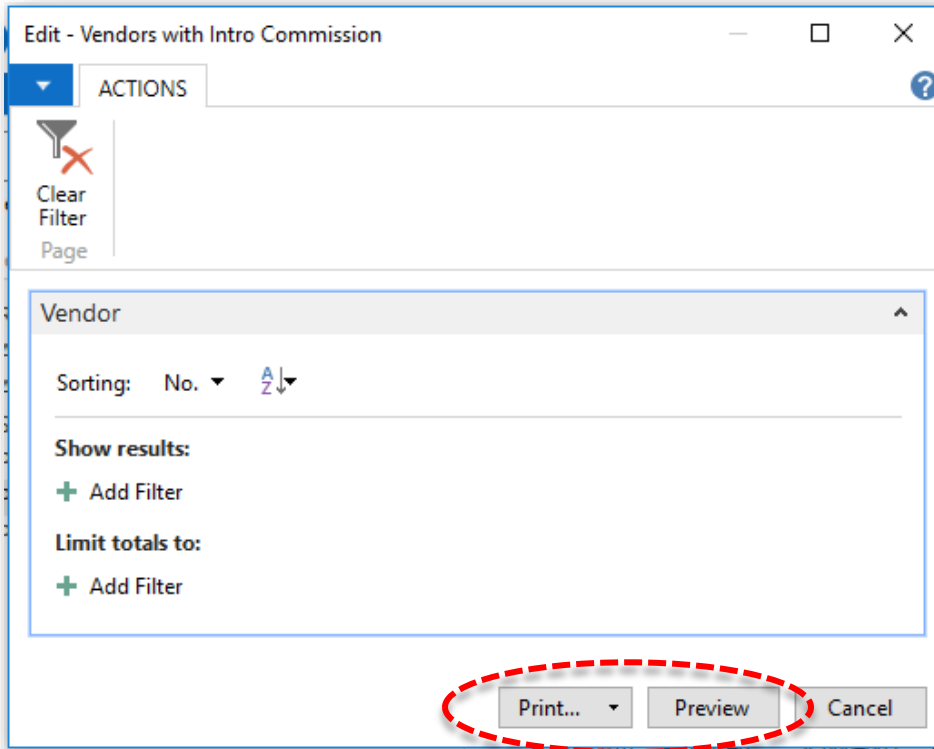 Edit - Vendors with Intro Commission
ACTIONS
?
Clear
Filter
Page
Vendor
Sorting: No. AZ
Show results:
Add Filter
Limit totals to:
Add Filter
Print... Preview Cancel